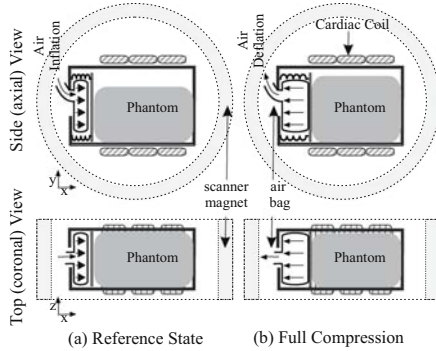 Side (axial) View
Air
Inflation
Phantom
y
x
Air
Deflation
Cardiac Coil
Phantom
scanner
magnet
air
bag
Top (coronal) View
Phantom
z
x
Phantom
(a) Reference State
(b) Full Compression